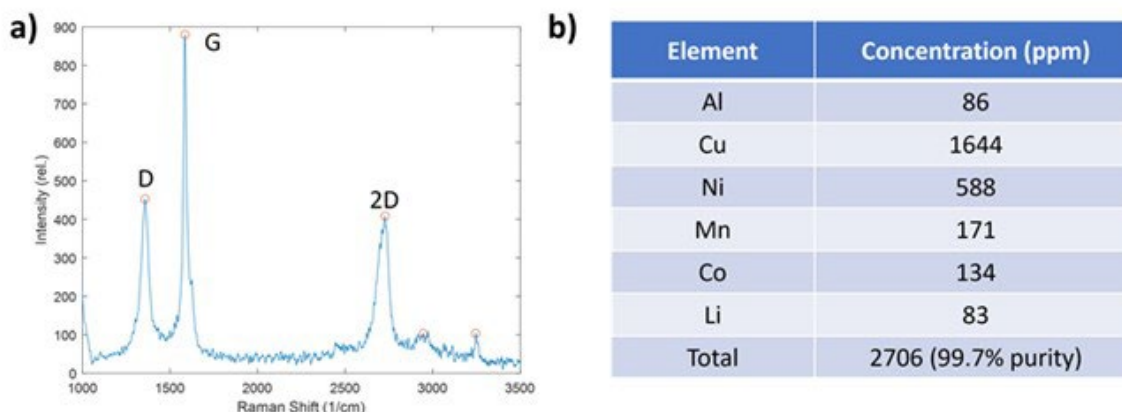 a)
900
800
700
600
500
400
300
200
100
0
Intensity (rel.)
D
G
2D
1000 1500 2000 2500 3000 3500
Raman Shift (1/cm)
b)
Element Concentration (ppm)
Al 86
Cu 1644
Ni 588
Mn 171
Co 134
Li 83
Total 2706 (99.7% purity)